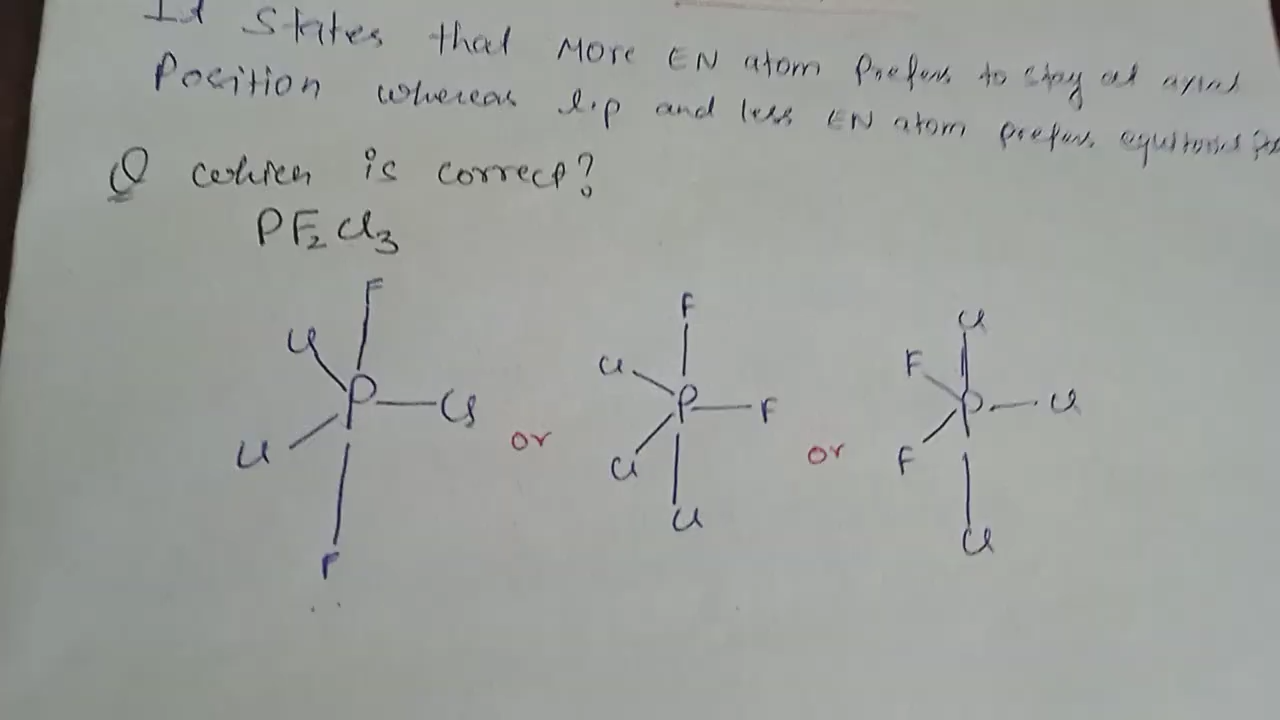 It States that More EN atom Prefers to stay at axial
Position whereas l.p and less EN atom prefers equitorial
Q which is correct?
PF2Cl3
F
Cl
P
Cl
Cl
F
or
F
Cl
P
F
Cl
Cl
or
Cl
F
P
Cl
F
Cl